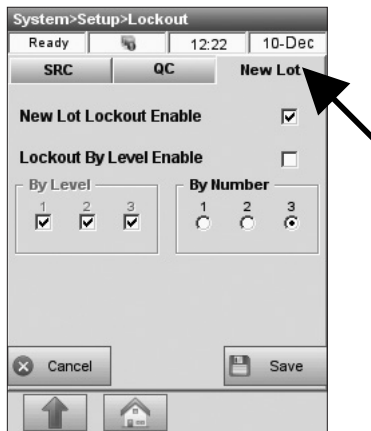 System>Setup>Lockout
Ready 12:22 10-Dec
SRC QC New Lot
New Lot Lockout Enable
Lockout By Level Enable
By Level By Number
1 2 3 1 2 3
Cancel Save